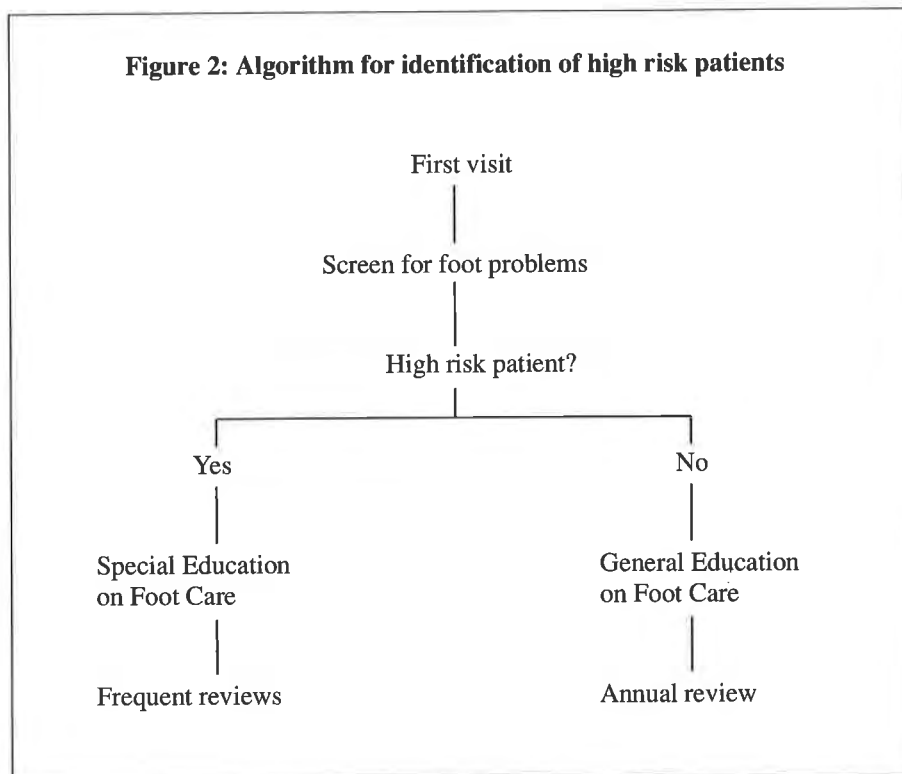 Figure 2: Algorithm for identification of high risk patients
First visit
Screen for foot problems
High risk patient?
Yes
No
Special Education
on Foot Care
General Education
on Foot Care
Frequent reviews
Annual review